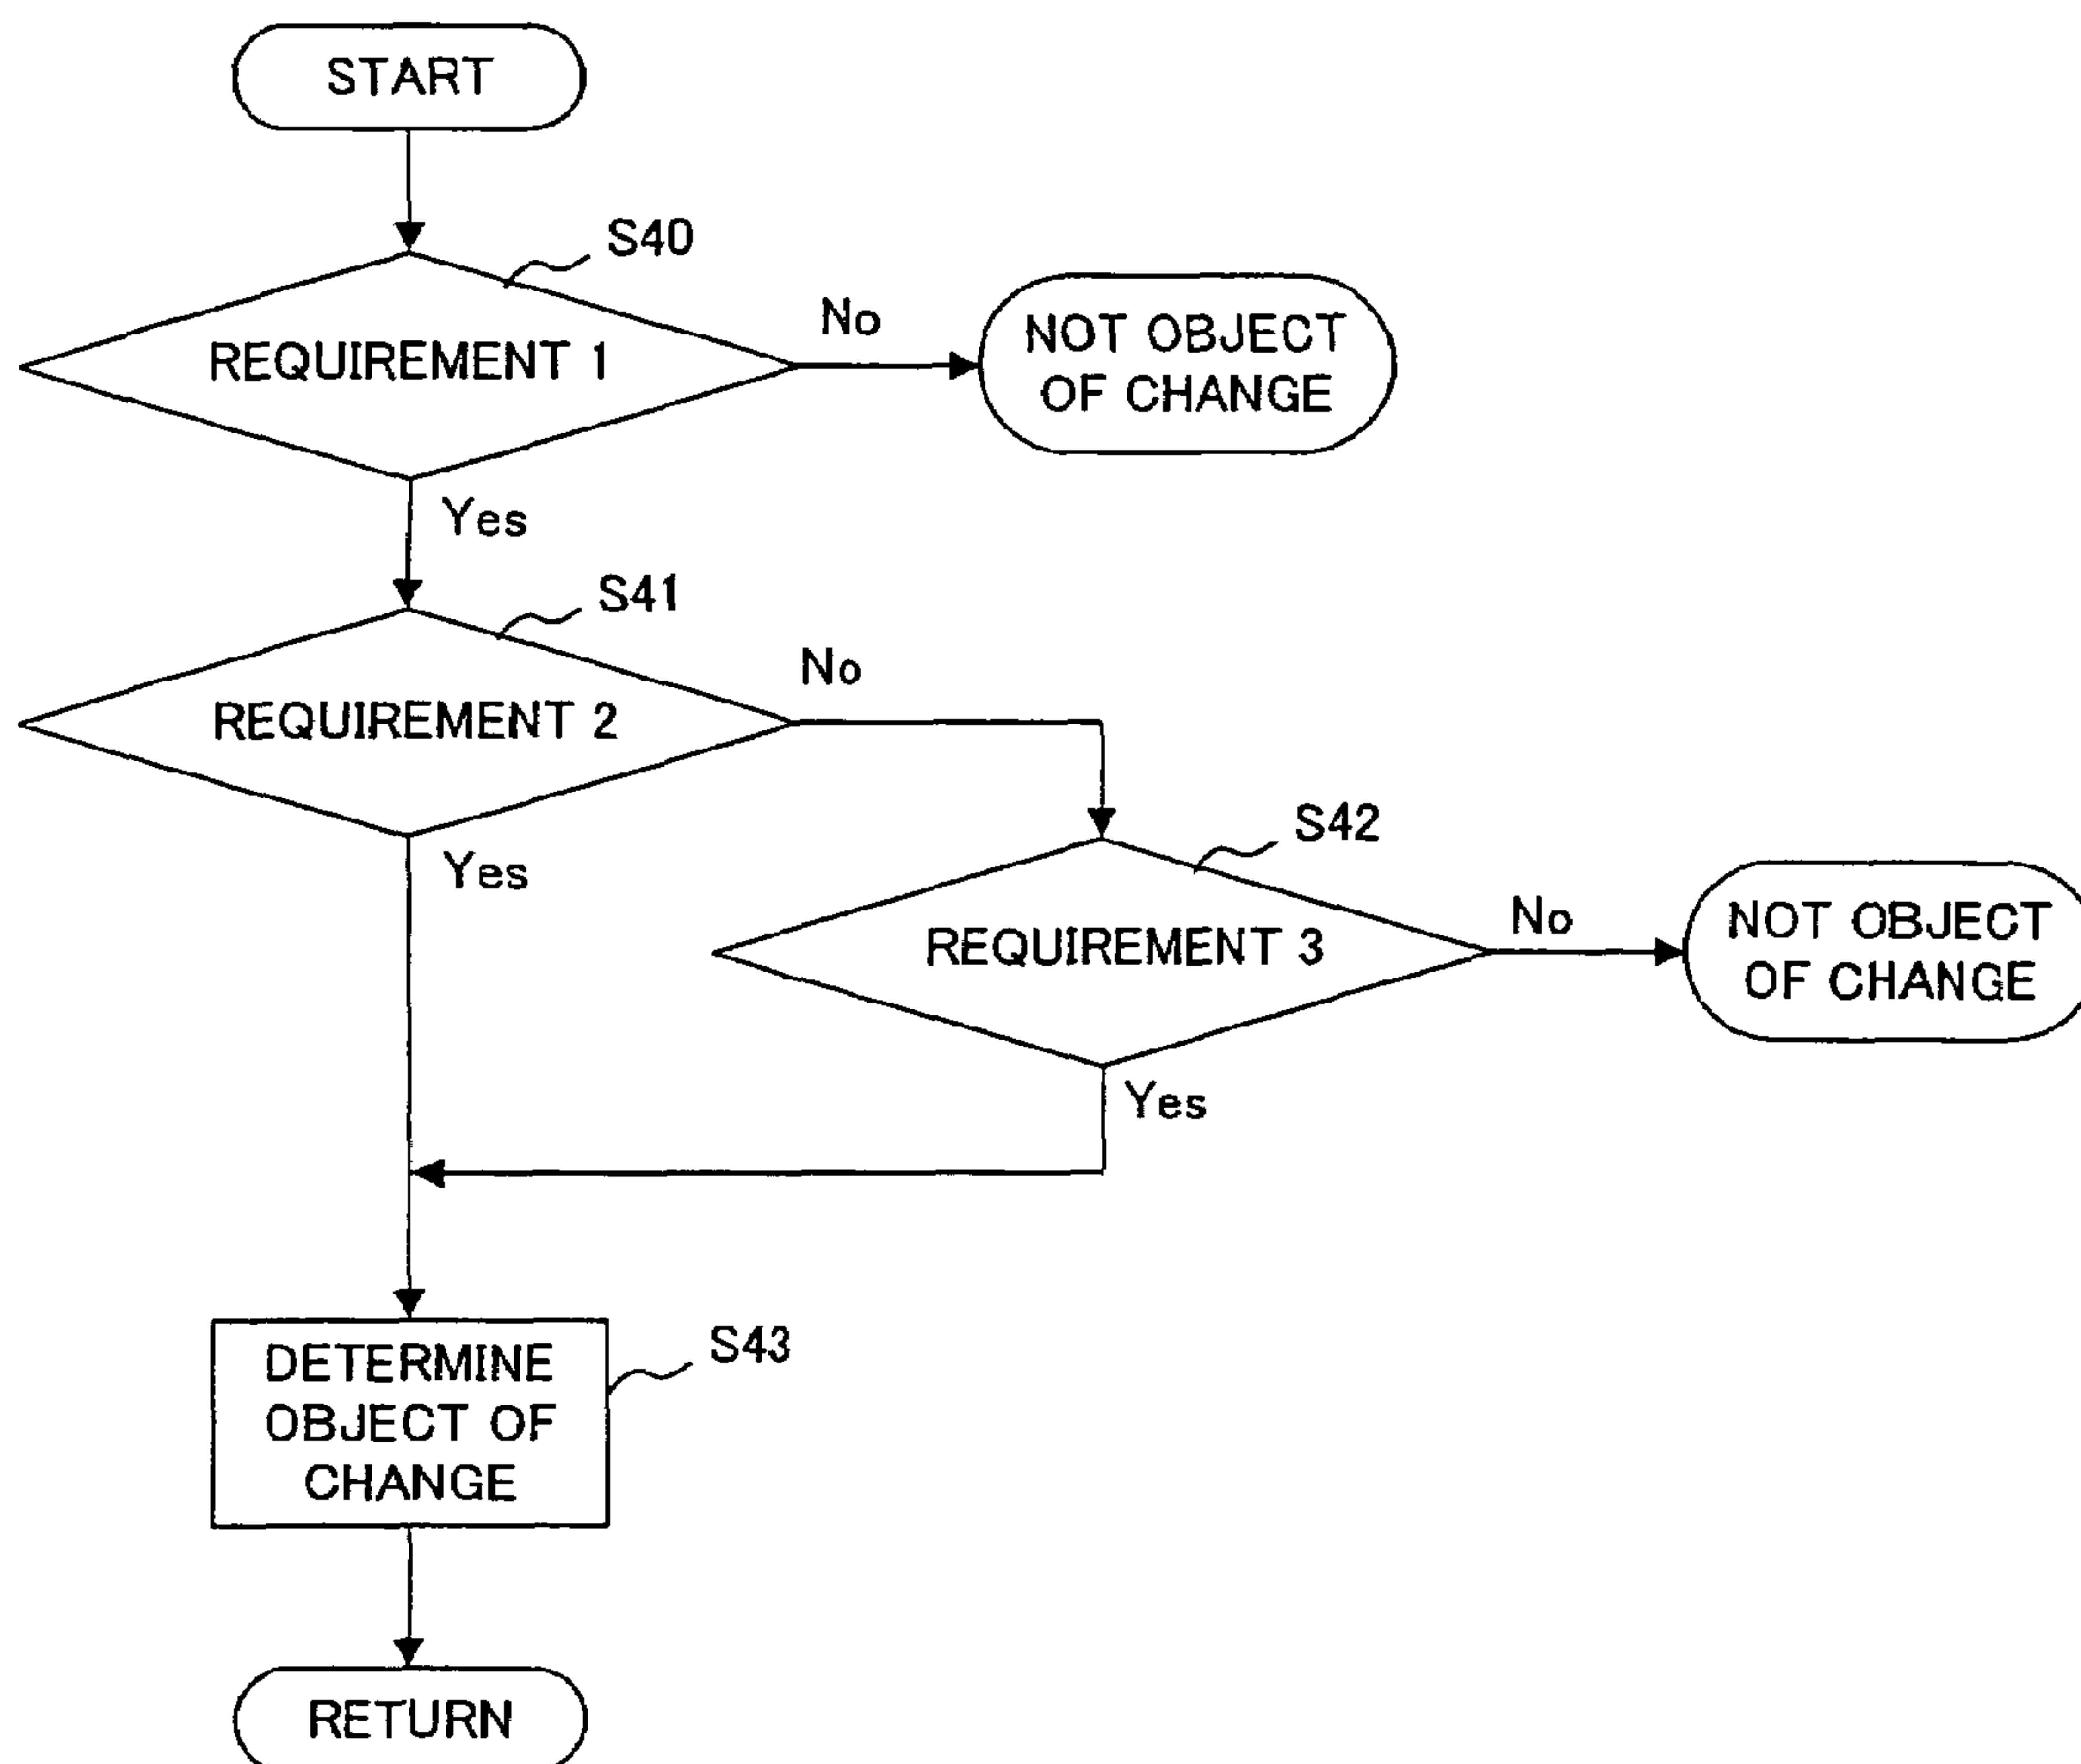 START
S40
REQUIREMENT 1
No
NOT OBJECT
OF CHANGE
Yes
S41
REQUIREMENT 2
No
Yes
S42
REQUIREMENT 3
No
NOT OBJECT
OF CHANGE
Yes
S43
DETERMINE
OBJECT OF
CHANGE
RETURN